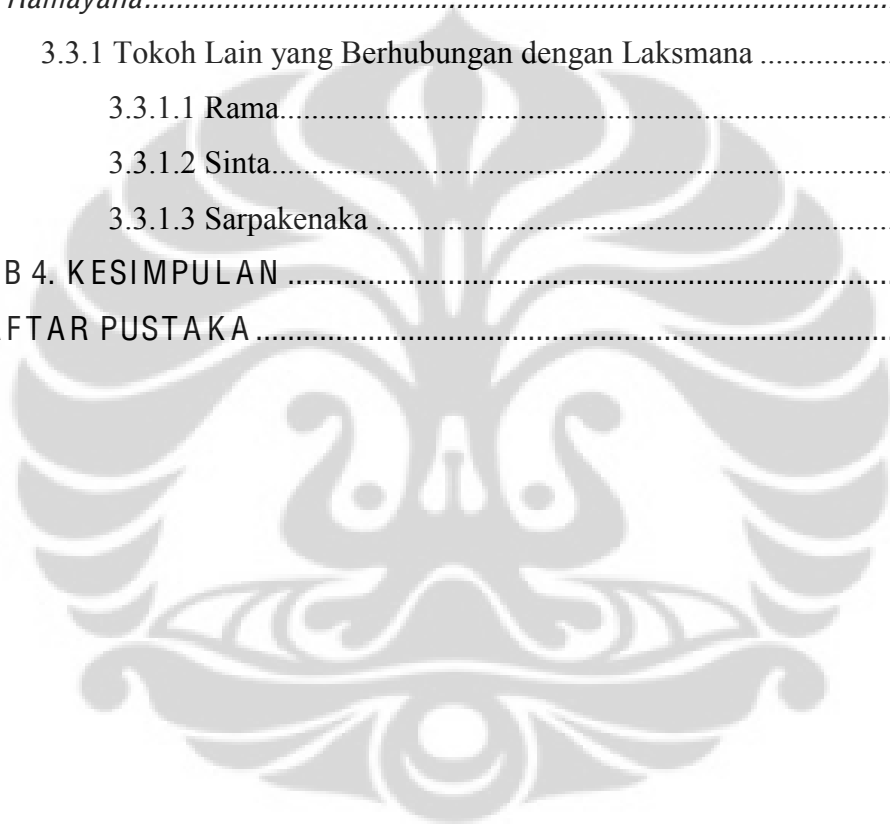 Ramayana..............................................................................................
3.3.1 Tokoh Lain yang Berhubungan dengan Laksmana .................
3.3.1.1 Rama...............................................................................
3.3.1.2 Sinta................................................................................
3.3.1.3 Sarpakenaka ...................................................................
B 4. KESIMPULAN ..............................................................................
FTAR PUSTAKA..................................................................................